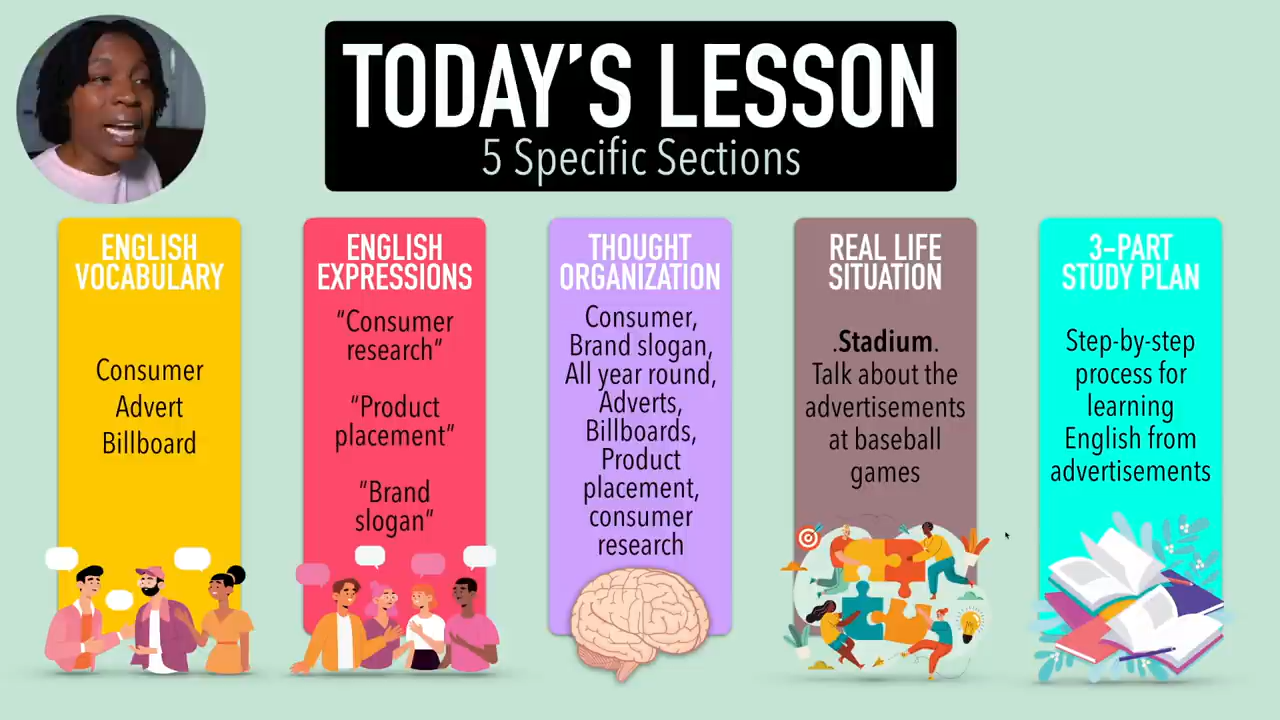 TODAY'S LESSON
5 Specific Sections
ENGLISH
VOCABULARY
Consumer
Advert
Billboard
ENGLISH
EXPRESSIONS
"Consumer
research"
"Product
placement"
"Brand
slogan"
THOUGHT
ORGANIZATION
Consumer,
Brand slogan,
All year round,
Adverts,
Billboards,
Product
placement,
consumer
research
REAL LIFE
SITUATION
.Stadium.
Talk about the
advertisements
at baseball
games
3-PART
STUDY PLAN
Step-by-step
process for
learning
English from
advertisements